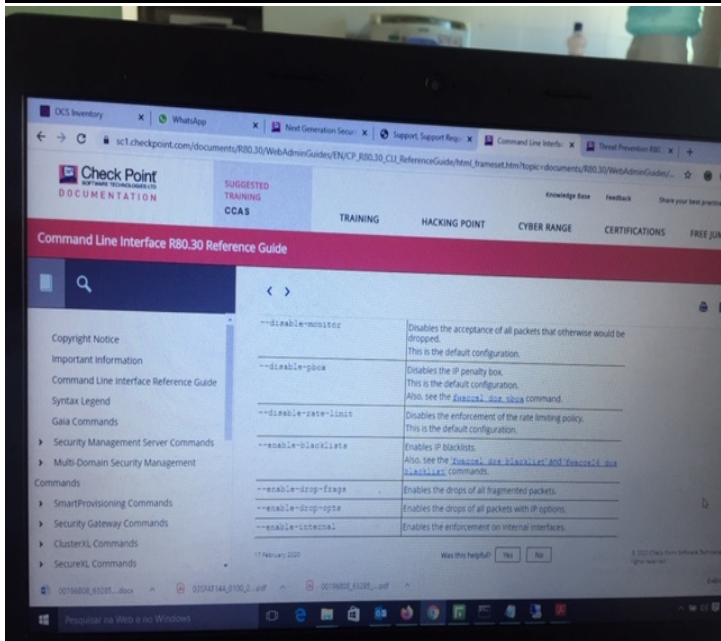 OCS Inventory
WhatsApp
Next Generation Secur
Support, Support Requ
Command Line Interfa
Threat Prevention R80
sc1.checkpoint.com/documents/R80.30/WebAdminGuides/EN/CP_R80.30_CLI_ReferenceGuide/html_frameset.htm?topic=documents/R80.30/WebAdminGuides/...
Check Point
SOFTWARE TECHNOLOGIES LTD
DOCUMENTATION
SUGGESTED
TRAINING
CCAS
TRAINING
HACKING POINT
CYBER RANGE
CERTIFICATIONS
FREE JUM
Knowledge Base
Feedback
Share your best practice
Command Line Interface R80.30 Reference Guide
Copyright Notice
Important Information
Command Line Interface Reference Guide
Syntax Legend
Gaia Commands
Security Management Server Commands
Multi-Domain Security Management
Commands
SmartProvisioning Commands
Security Gateway Commands
ClusterXL Commands
SecureXL Commands
--disable-monitor
Disables the acceptance of all packets that otherwise would be
dropped.
This is the default configuration.
--disable-pbox
Disables the IP penalty box.
This is the default configuration.
Also, see the fwaccel dos pbox command.
--disable-rate-limit
Disables the enforcement of the rate limiting policy.
This is the default configuration.
--enable-blacklists
Enables IP blacklists.
Also, see the 'fwaccel dos blacklist' and 'fwaccel6 dos
blacklist' commands.
--enable-drop-frags
Enables the drops of all fragmented packets.
--enable-drop-opts
Enables the drops of all packets with IP options.
--enable-internal
Enables the enforcement on internal interfaces.
17 February 2020
Was this helpful?
Yes
No
© 2020 Check Point Software
rights reserved
Pesquisar na Web e no Windows